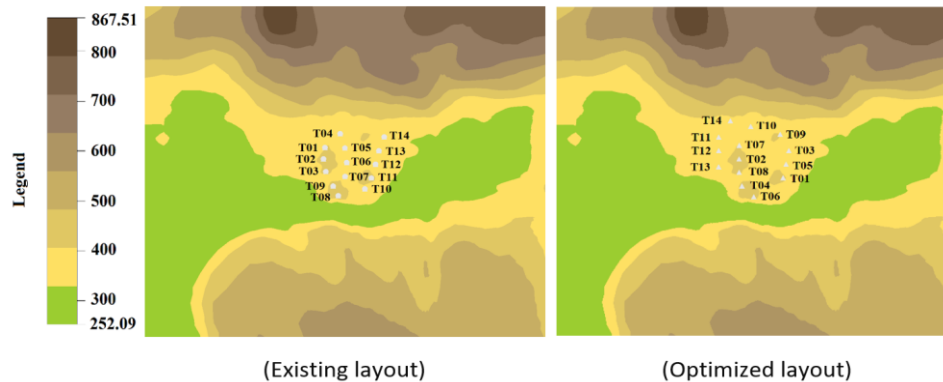 Legend
867.51
800
700
600
500
400
300
252.09
T04
T14
T01
T05
T13
T02
T06
T12
T03
T07
T11
T09
T10
T08
(Existing layout)
T14
T10
T09
T11
T07
T12
T02
T03
T13
T08
T05
T01
T04
T06
(Optimized layout)